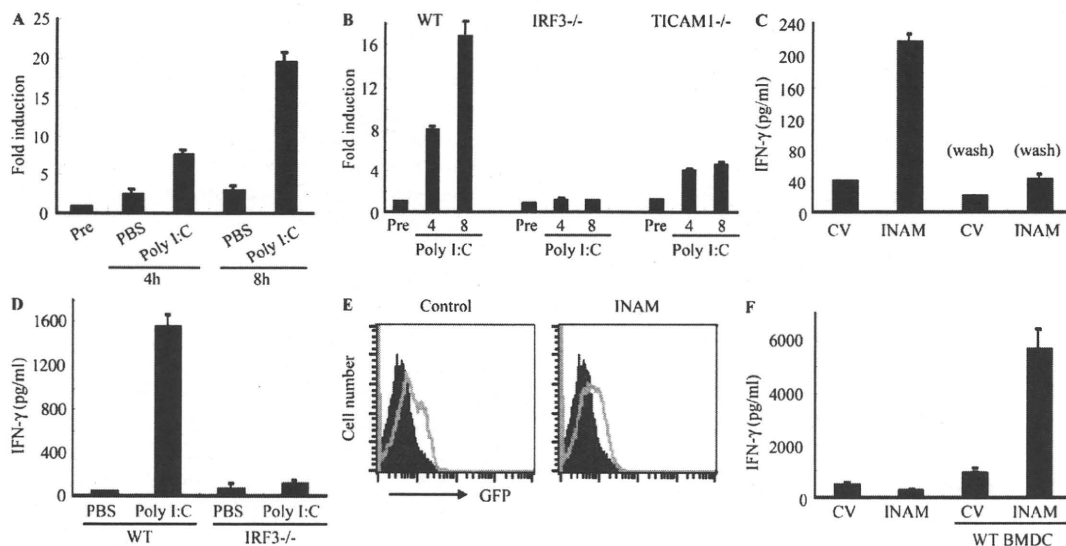 A
Fold induction
25
20
15
10
5
0
Pre
PBS
Poly I:C
PBS
Poly I:C
4h
8h
B
WT
IRF3-/-
TICAM1-/-
Fold induction
16
12
8
4
0
Pre 4 8
Poly I:C
Pre 4 8
Poly I:C
Pre 4 8
Poly I:C
C
IFN-γ (pg/ml)
240
200
160
120
80
40
0
(wash)
(wash)
CV
INAM
CV
INAM
D
IFN-γ (pg/ml)
1600
1200
800
400
0
PBS
Poly I:C
PBS
Poly I:C
WT
IRF3-/-
E
Control
INAM
Cell number
GFP
F
IFN-γ (pg/ml)
6000
4000
2000
0
CV
INAM
CV
INAM
WT BMDC